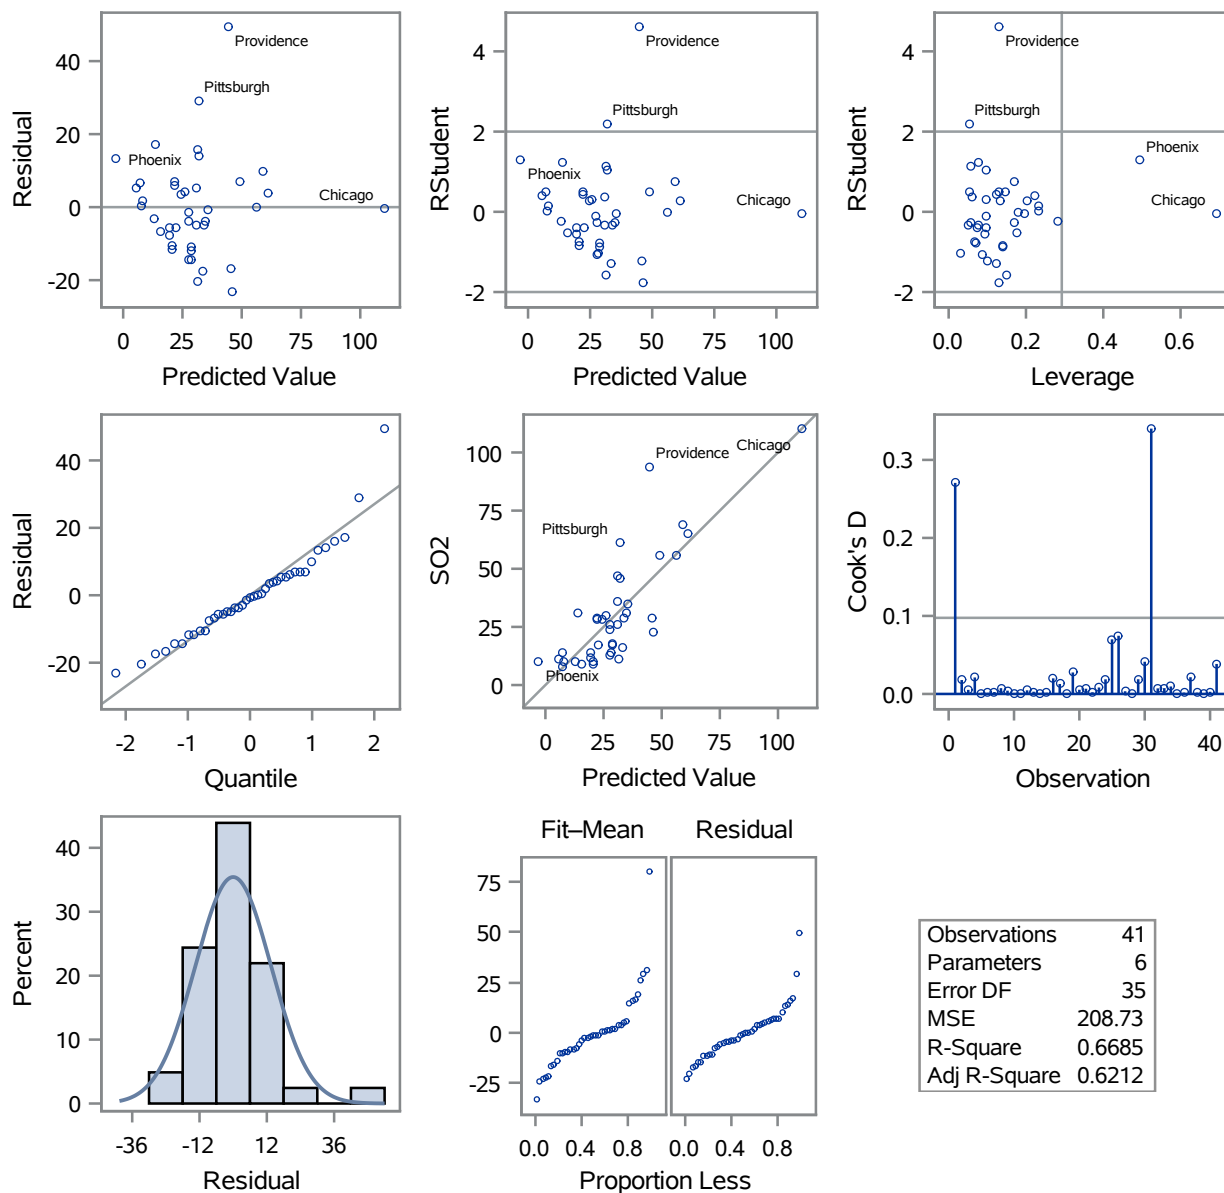 Residual
40
20
0
-20
Providence
Pittsburgh
Phoenix
Chicago
0 25 50 75 100
Predicted Value
RStudent
4
2
0
-2
Providence
Pittsburgh
Phoenix
Chicago
0 25 50 75 100
Predicted Value
RStudent
4
2
0
-2
Providence
Pittsburgh
Phoenix
Chicago
0.0 0.2 0.4 0.6
Leverage
Residual
40
20
0
-20
-2 -1 0 1 2
Quantile
SO2
100
75
50
25
0
Providence
Chicago
Pittsburgh
Phoenix
0 25 50 75 100
Predicted Value
Cook's D
0.3
0.2
0.1
0.0
0 10 20 30 40
Observation
Percent
40
30
20
10
0
-36 -12 12 36
Residual
Fit–Mean Residual
75
50
25
0
-25
0.0 0.4 0.8 0.0 0.4 0.8
Proportion Less
Observations 41
Parameters 6
Error DF 35
MSE 208.73
R-Square 0.6685
Adj R-Square 0.6212